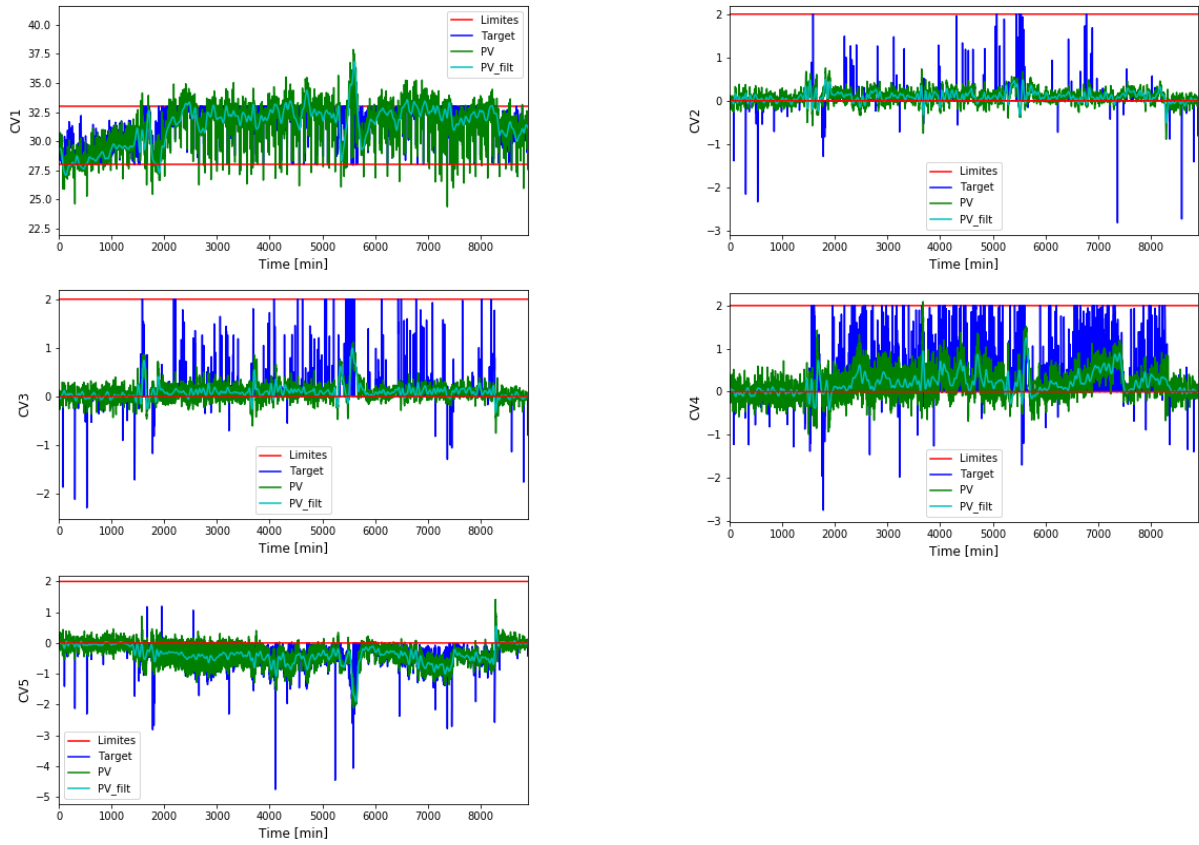 CV1
40.0
37.5
35.0
32.5
30.0
27.5
25.0
22.5
Limites
Target
PV
PV_filt
0 1000 2000 3000 4000 5000 6000 7000 8000
Time [min]
CV2
2
1
0
−1
−2
−3
Limites
Target
PV
PV_filt
0 1000 2000 3000 4000 5000 6000 7000 8000
Time [min]
CV3
2
1
0
−1
−2
Limites
Target
PV
PV_filt
0 1000 2000 3000 4000 5000 6000 7000 8000
Time [min]
CV4
2
1
0
−1
−2
−3
Limites
Target
PV
PV_filt
0 1000 2000 3000 4000 5000 6000 7000 8000
Time [min]
CV5
2
1
0
−1
−2
−3
−4
−5
Limites
Target
PV
PV_filt
0 1000 2000 3000 4000 5000 6000 7000 8000
Time [min]